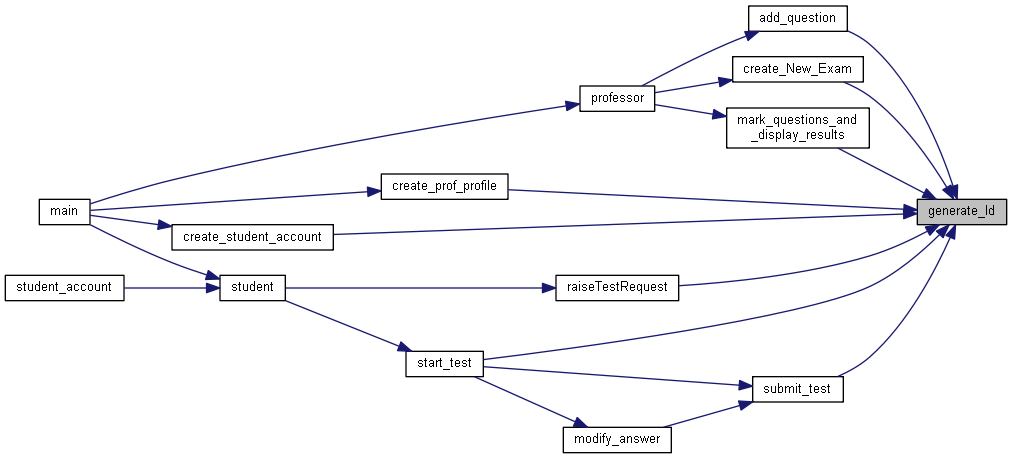 add_question
create_New_Exam
professor
mark_questions_and
_display_results
create_prof_profile
main
generate_Id
create_student_account
student_account
student
raiseTestRequest
start_test
submit_test
modify_answer